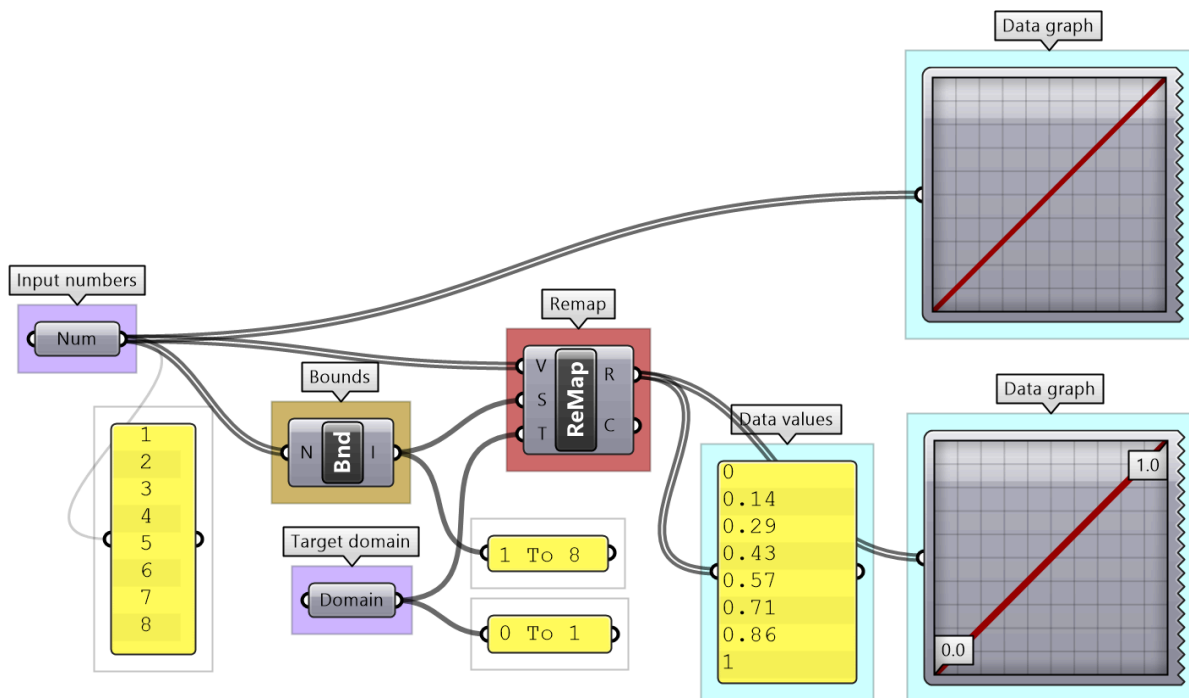 Data graph
Input numbers
Num
1
2
3
4
5
6
7
8
Bounds
N
Bnd
I
Target domain
Domain
Remap
V
S
T
ReMap
R
C
1 To 8
0 To 1
Data values
0
0.14
0.29
0.43
0.57
0.71
0.86
1
Data graph
1.0
0.0